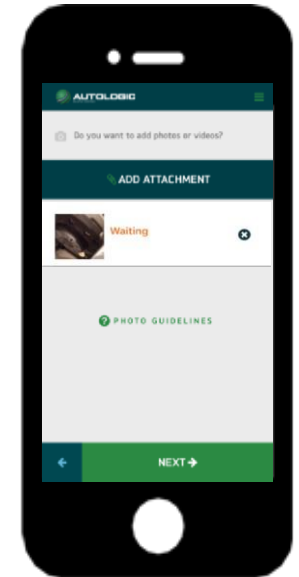 AUTOLOGIC
Do you want to add photos or videos?
ADD ATTACHMENT
Waiting
PHOTO GUIDELINES
NEXT